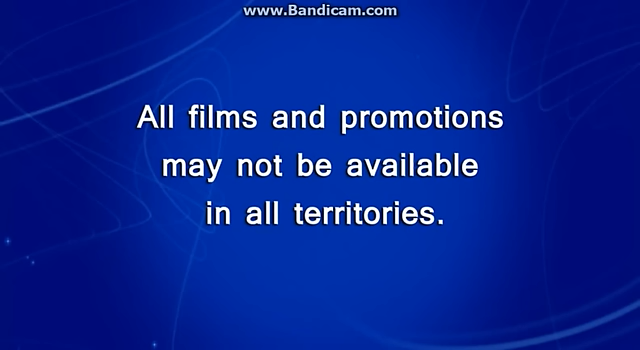 www.Bandicam.com
All films and promotions
may not be available
in all territories.